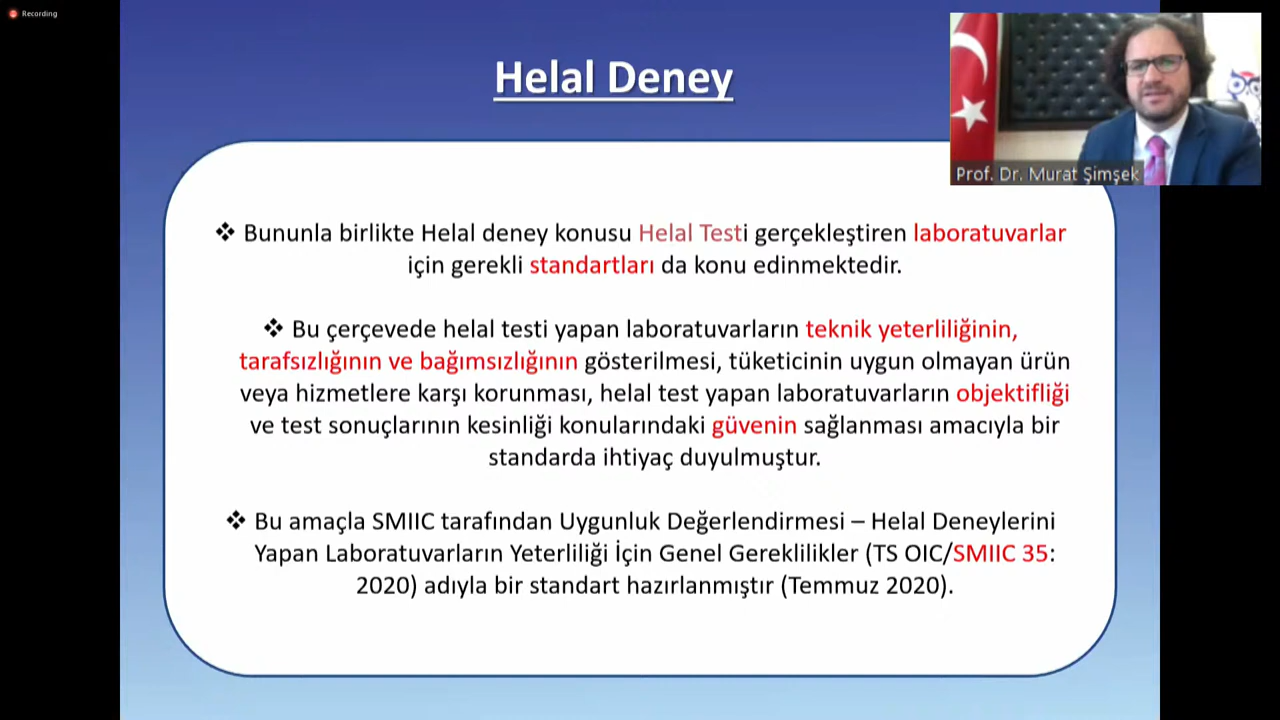 Recording
Helal Deney
Prof. Dr. Murat Şimşek
❖ Bununla birlikte Helal deney konusu Helal Testi gerçekleştiren laboratuvarlar
için gerekli standartları da konu edinmektedir.
❖ Bu çerçevede helal testi yapan laboratuvarların teknik yeterliliğinin,
tarafsızlığının ve bağımsızlığının gösterilmesi, tüketicinin uygun olmayan ürün
veya hizmetlere karşı korunması, helal test yapan laboratuvarların objektifliği
ve test sonuçlarının kesinliği konularındaki güvenin sağlanması amacıyla bir
standarda ihtiyaç duyulmuştur.
❖ Bu amaçla SMIIC tarafından Uygunluk Değerlendirmesi – Helal Deneylerini
Yapan Laboratuvarların Yeterliliği İçin Genel Gereklilikler (TS OIC/SMIIC 35:
2020) adıyla bir standart hazırlanmıştır (Temmuz 2020).